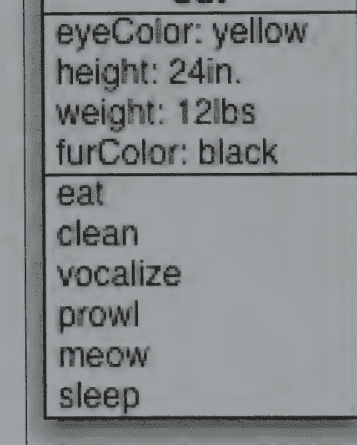 eyeColor: yellow
height: 24in.
weight: 12lbs
furColor: black
eat
clean
vocalize
prowl
meow
sleep